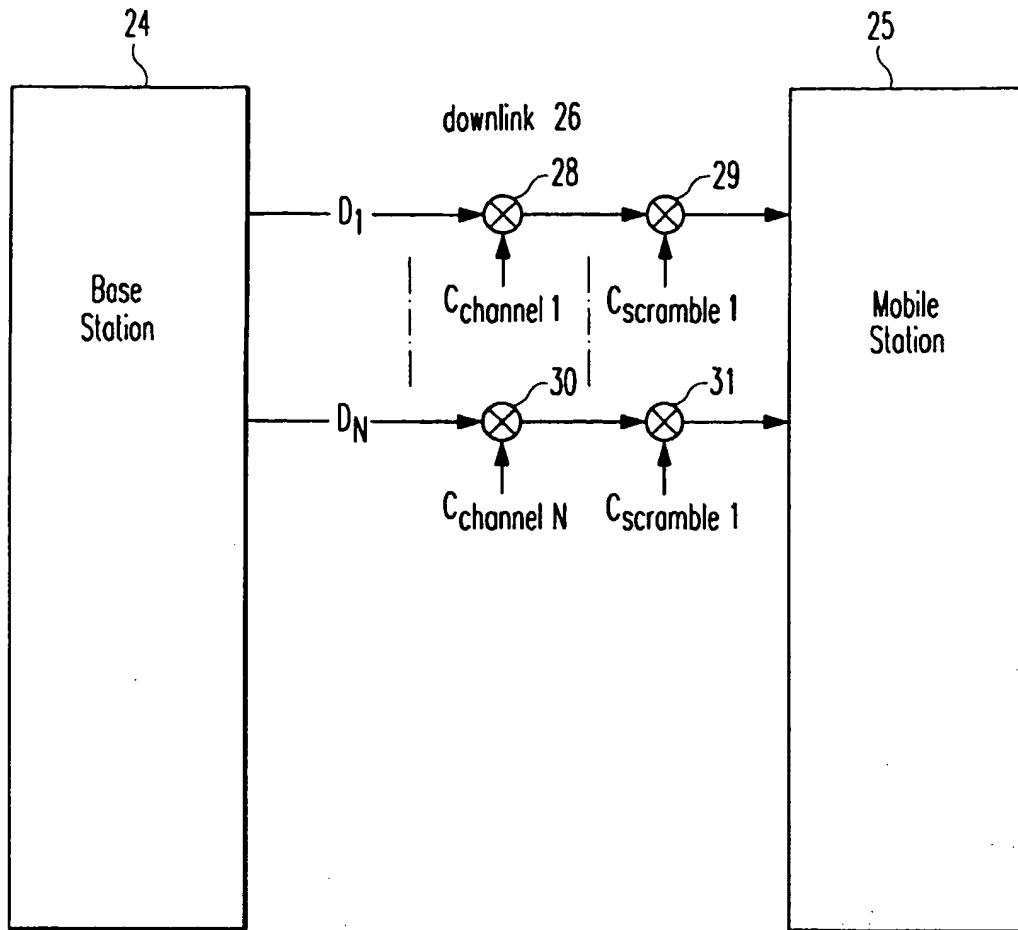 24
25
downlink 26
28
29
D1
Cchannel 1
Cscramble 1
Base
Station
Mobile
Station
30
31
DN
Cchannel N
Cscramble 1